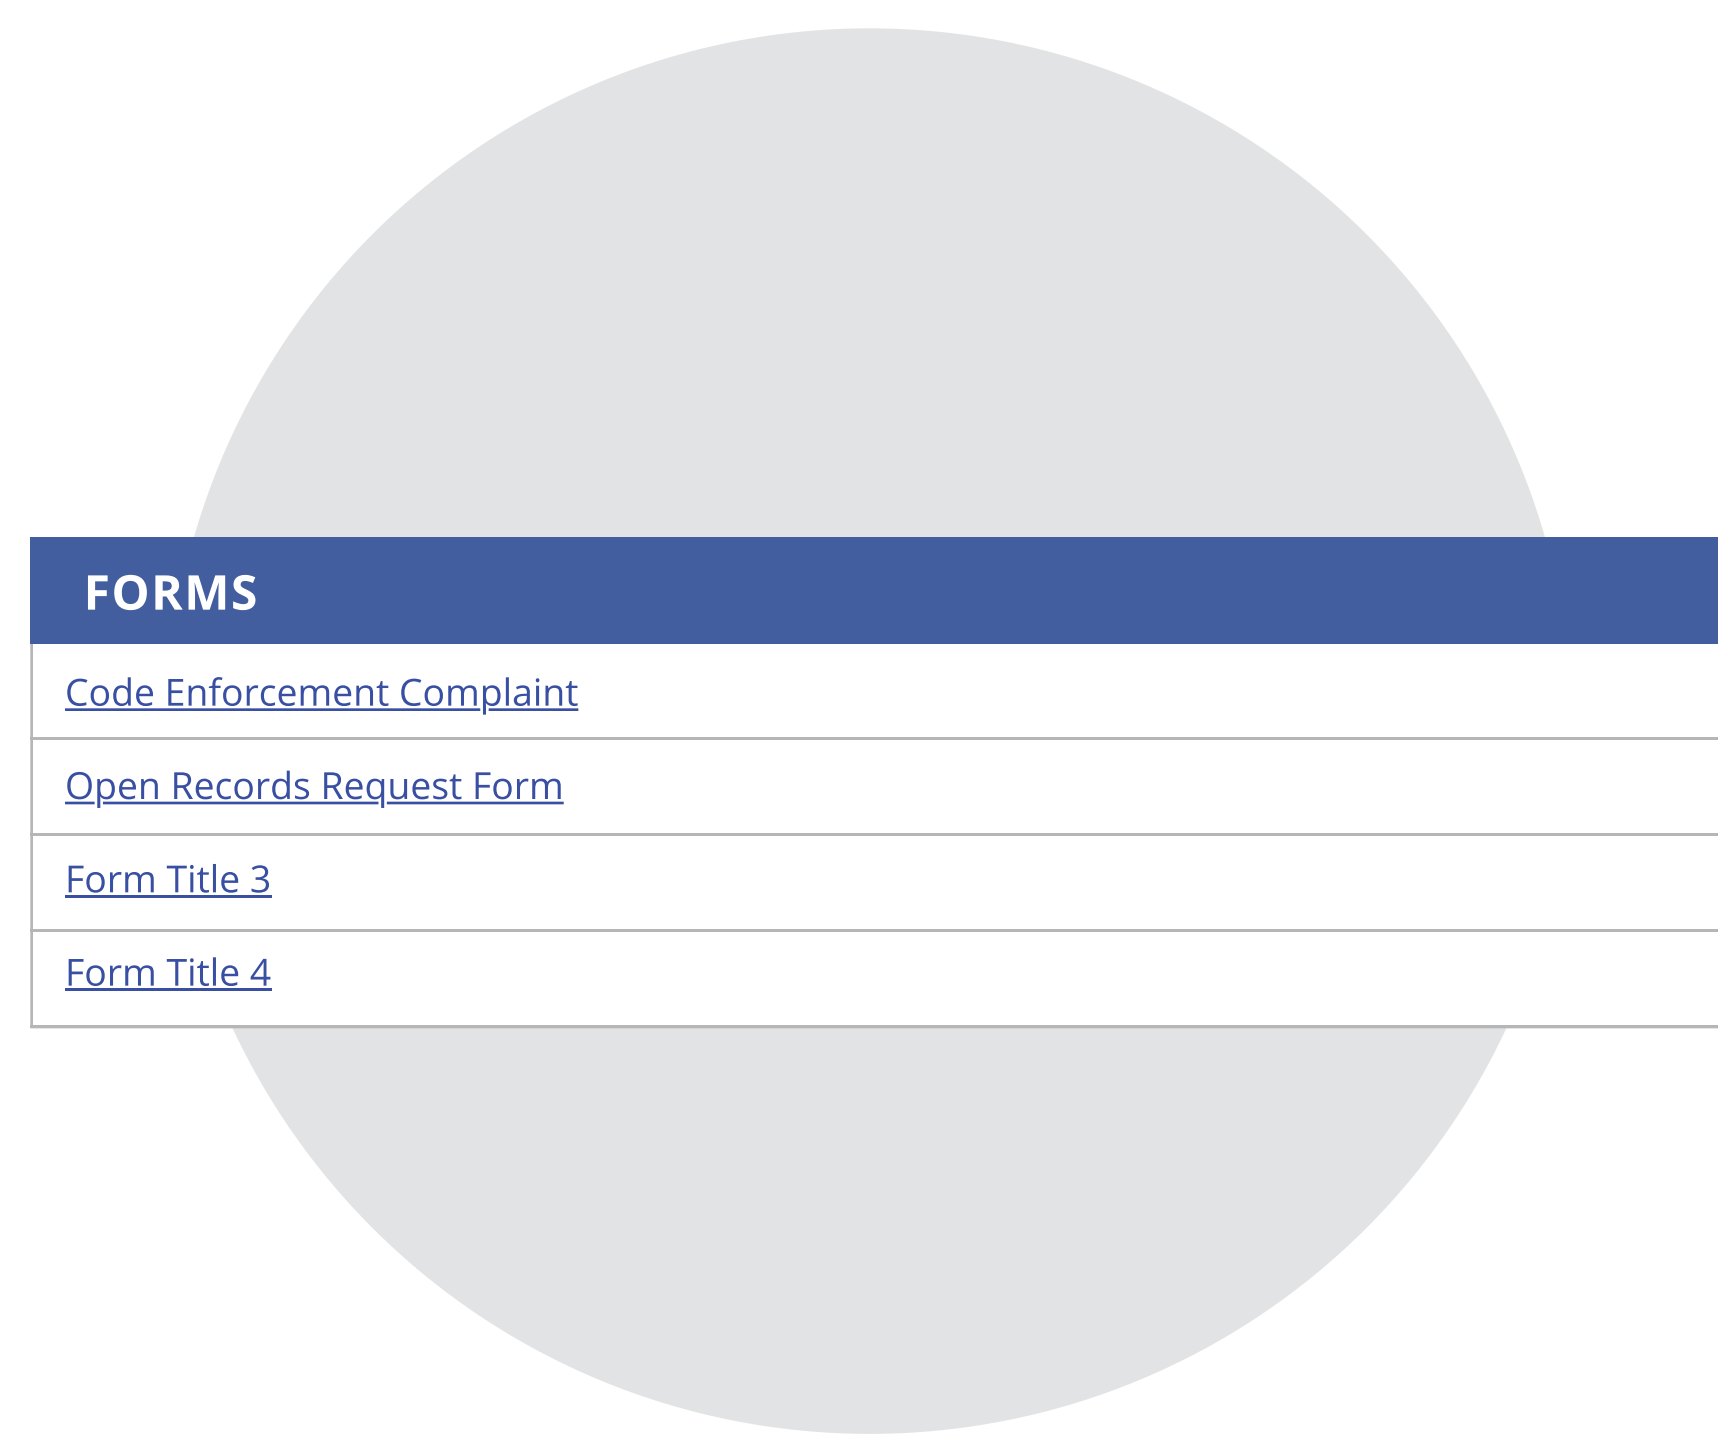 FORMS
Code Enforcement Complaint
Open Records Request Form
Form Title 3
Form Title 4